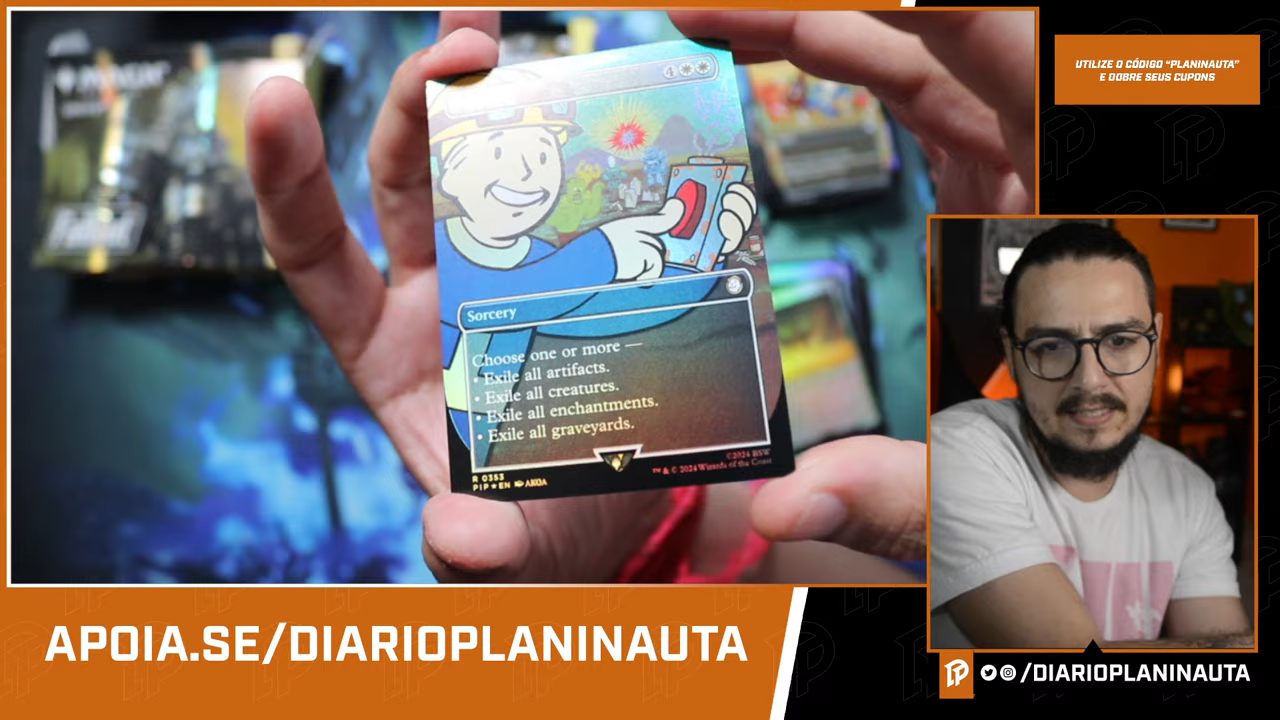 UTILIZE O CÓDIGO “PLANINAUTA”
E DOBRE SEUS CUPONS
4
Sorcery
Choose one or more —
• Exile all artifacts.
• Exile all creatures.
• Exile all enchantments.
• Exile all graveyards.
R 0353
PIP★EN AKQA
©2024 BSW
™ & © 2024 Wizards of the Coast
Fallout
APOIA.SE/DIARIOPLANINAUTA
/DIARIOPLANINAUTA